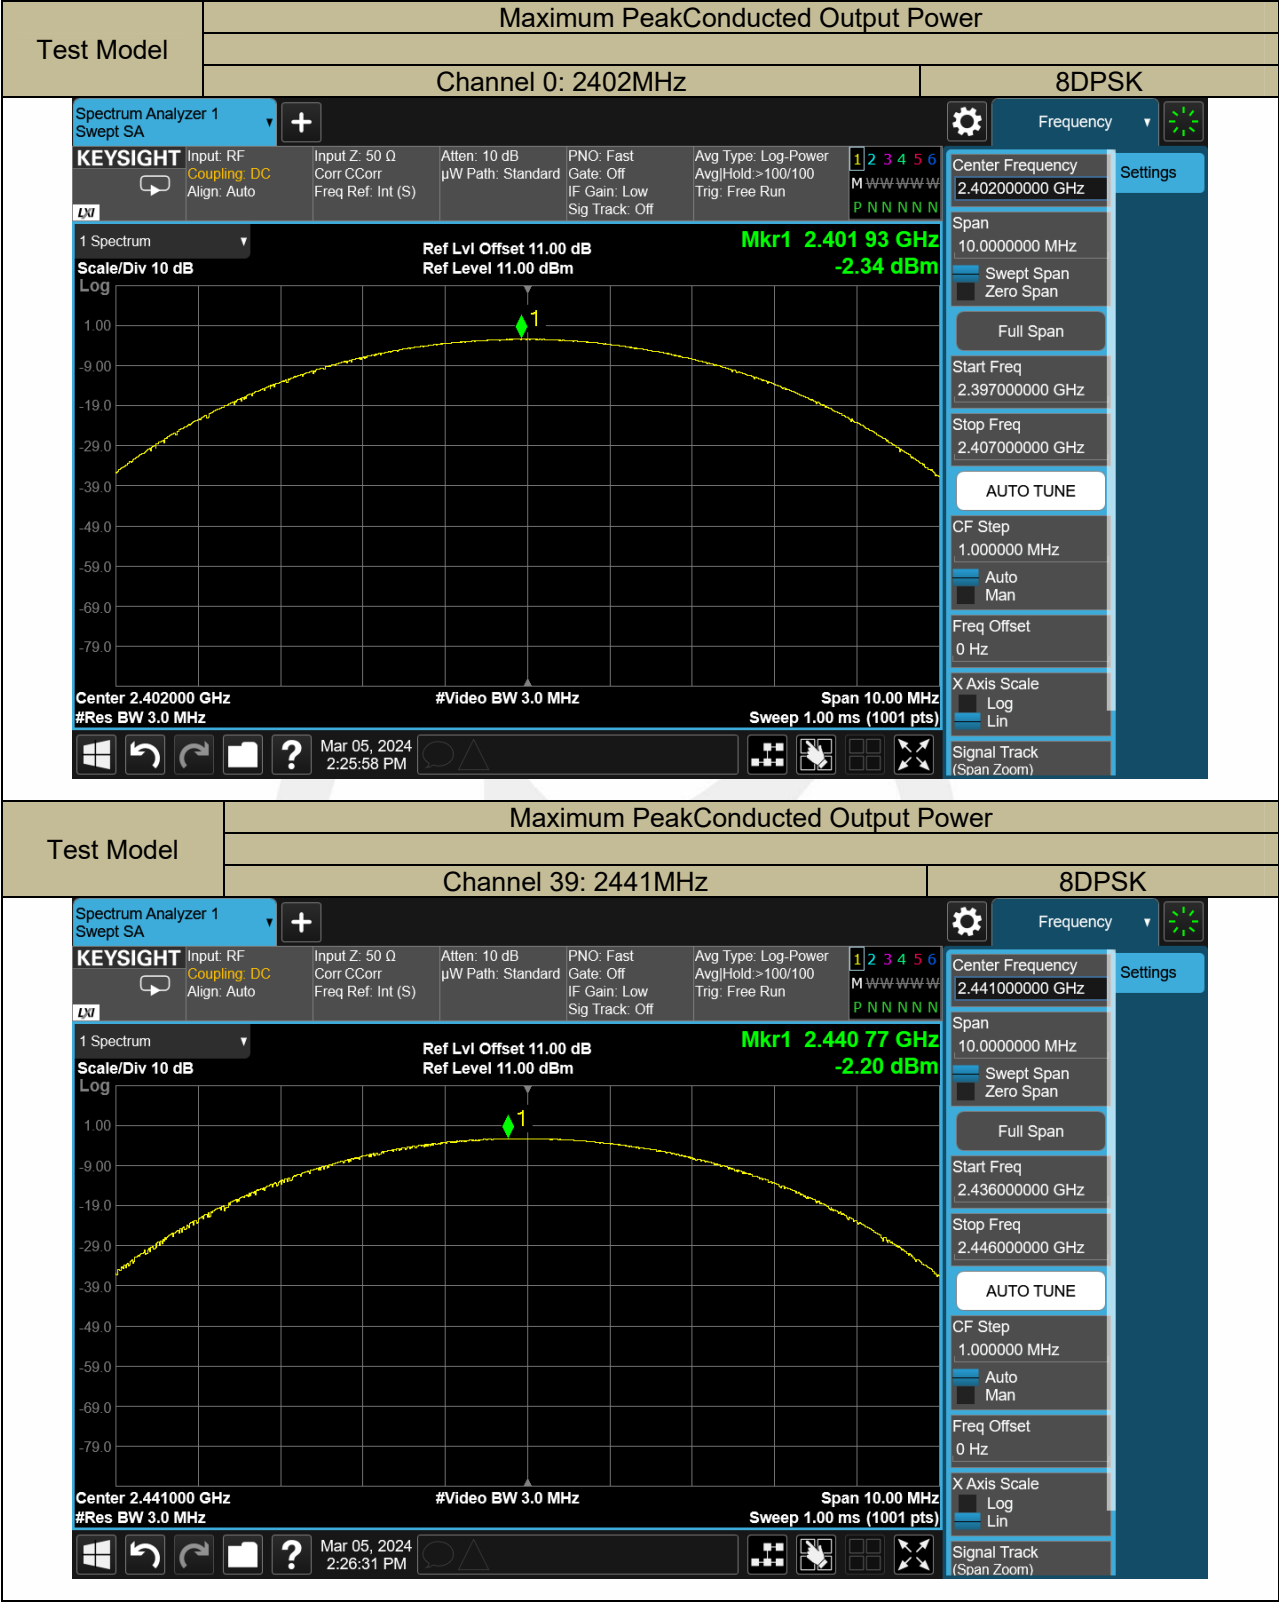 Test Model
Maximum PeakConducted Output Power
Channel 0: 2402MHz
8DPSK
Spectrum Analyzer 1
Swept SA
Frequency
KEYSIGHT
LXI
Input: RF
Coupling: DC
Align: Auto
Input Z: 50 Ω
Corr CCorr
Freq Ref: Int (S)
Atten: 10 dB
µW Path: Standard
PNO: Fast
Gate: Off
IF Gain: Low
Sig Track: Off
Avg Type: Log-Power
Avg|Hold:>100/100
Trig: Free Run
1 2 3 4 5 6
M W W W W W
P N N N N N
1 Spectrum
Scale/Div 10 dB
Log
Ref Lvl Offset 11.00 dB
Ref Level 11.00 dBm
Mkr1 2.401 93 GHz
-2.34 dBm
1
1.00
-9.00
-19.0
-29.0
-39.0
-49.0
-59.0
-69.0
-79.0
Center 2.402000 GHz
#Res BW 3.0 MHz
#Video BW 3.0 MHz
Span 10.00 MHz
Sweep 1.00 ms (1001 pts)
?
Mar 05, 2024
2:25:58 PM
Center Frequency
2.402000000 GHz
Settings
Span
10.0000000 MHz
Swept Span
Zero Span
Full Span
Start Freq
2.397000000 GHz
Stop Freq
2.407000000 GHz
AUTO TUNE
CF Step
1.000000 MHz
Auto
Man
Freq Offset
0 Hz
X Axis Scale
Log
Lin
Signal Track
(Span Zoom)
Test Model
Maximum PeakConducted Output Power
Channel 39: 2441MHz
8DPSK
Spectrum Analyzer 1
Swept SA
Frequency
KEYSIGHT
LXI
Input: RF
Coupling: DC
Align: Auto
Input Z: 50 Ω
Corr CCorr
Freq Ref: Int (S)
Atten: 10 dB
µW Path: Standard
PNO: Fast
Gate: Off
IF Gain: Low
Sig Track: Off
Avg Type: Log-Power
Avg|Hold:>100/100
Trig: Free Run
1 2 3 4 5 6
M W W W W W
P N N N N N
1 Spectrum
Scale/Div 10 dB
Log
Ref Lvl Offset 11.00 dB
Ref Level 11.00 dBm
Mkr1 2.440 77 GHz
-2.20 dBm
1
1.00
-9.00
-19.0
-29.0
-39.0
-49.0
-59.0
-69.0
-79.0
Center 2.441000 GHz
#Res BW 3.0 MHz
#Video BW 3.0 MHz
Span 10.00 MHz
Sweep 1.00 ms (1001 pts)
?
Mar 05, 2024
2:26:31 PM
Center Frequency
2.441000000 GHz
Settings
Span
10.0000000 MHz
Swept Span
Zero Span
Full Span
Start Freq
2.436000000 GHz
Stop Freq
2.446000000 GHz
AUTO TUNE
CF Step
1.000000 MHz
Auto
Man
Freq Offset
0 Hz
X Axis Scale
Log
Lin
Signal Track
(Span Zoom)